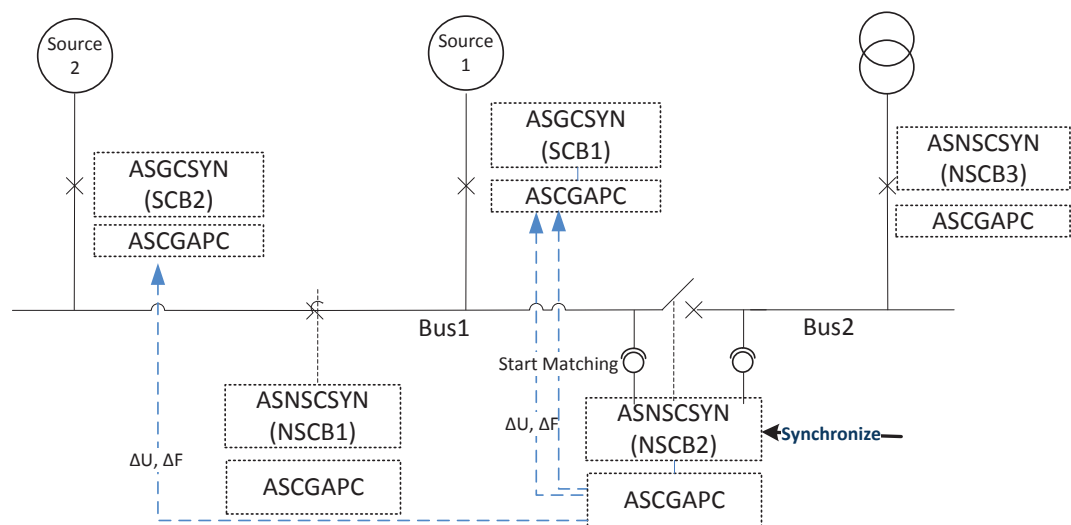 Source
2
Source
1
ASGCSYN
(SCB2)
ASCGAPC
ASGCSYN
(SCB1)
ASCGAPC
ASNSCSYN
(NSCB3)
ASCGAPC
Bus1
Bus2
Start Matching
ASNSCSYN
(NSCB1)
ASCGAPC
ΔU, ΔF
ΔU, ΔF
ASNSCSYN
(NSCB2)
ASCGAPC
Synchronize